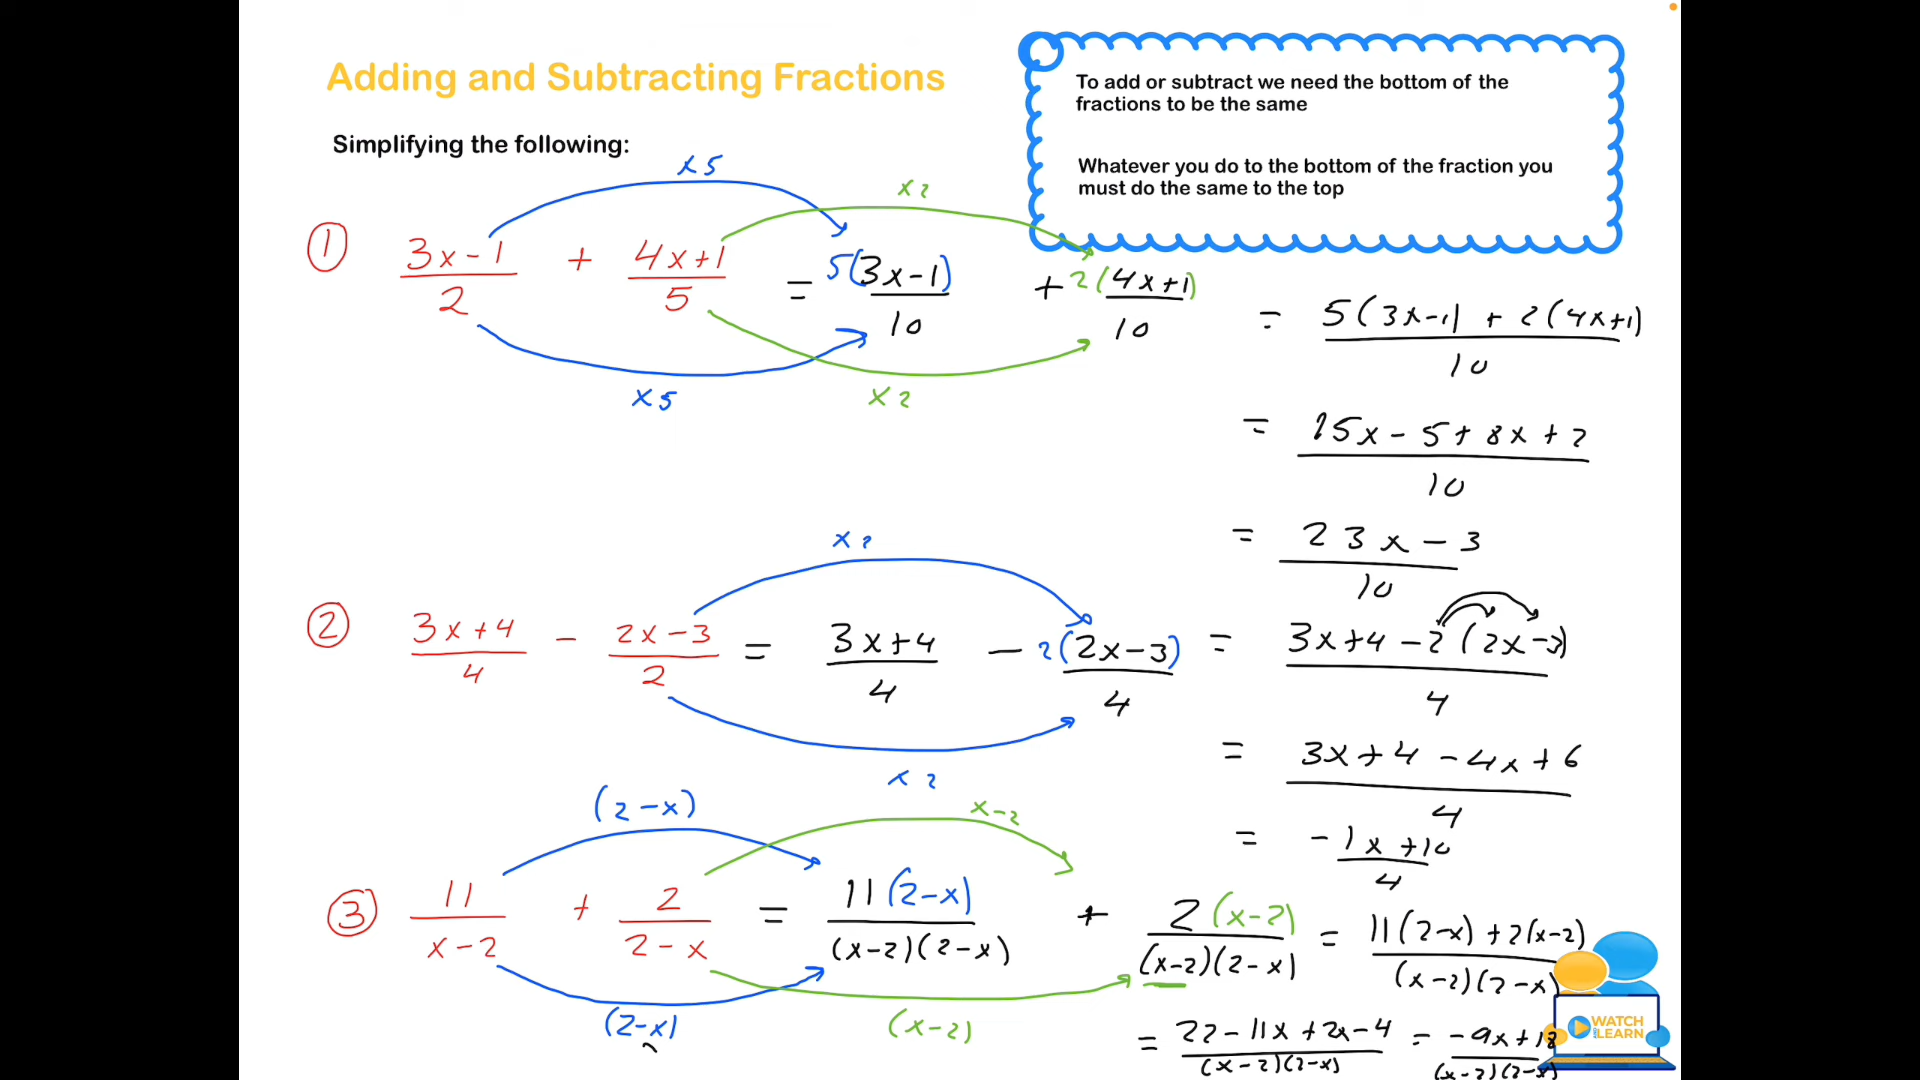 Adding and Subtracting Fractions
To add or subtract we need the bottom of the
fractions to be the same
Whatever you do to the bottom of the fraction you
must do the same to the top
Simplifying the following:
x5
x2
① (3x-1)/2 + (4x+1)/5 = 5(3x-1)/10 + 2(4x+1)/10 = (5(3x-1) + 2(4x+1))/10
x5
x2
= (15x - 5 + 8x + 2)/10
= (23x - 3)/10
x2
② (3x+4)/4 - (2x-3)/2 = (3x+4)/4 - 2(2x-3)/4 = (3x+4 - 2(2x-3))/4
x2
= (3x+4 - 4x + 6)/4
= (-1x + 10)/4
(2-x)
x-2
③ 11/(x-2) + 2/(2-x) = 11(2-x)/((x-2)(2-x)) + 2(x-2)/((x-2)(2-x)) = (11(2-x) + 2(x-2))/((x-2)(2-x))
(2-x)
(x-2)
= (22 - 11x + 2x - 4)/((x-2)(2-x)) = (-9x + 18)/((x-2)(2-x))
WATCH
LEARN